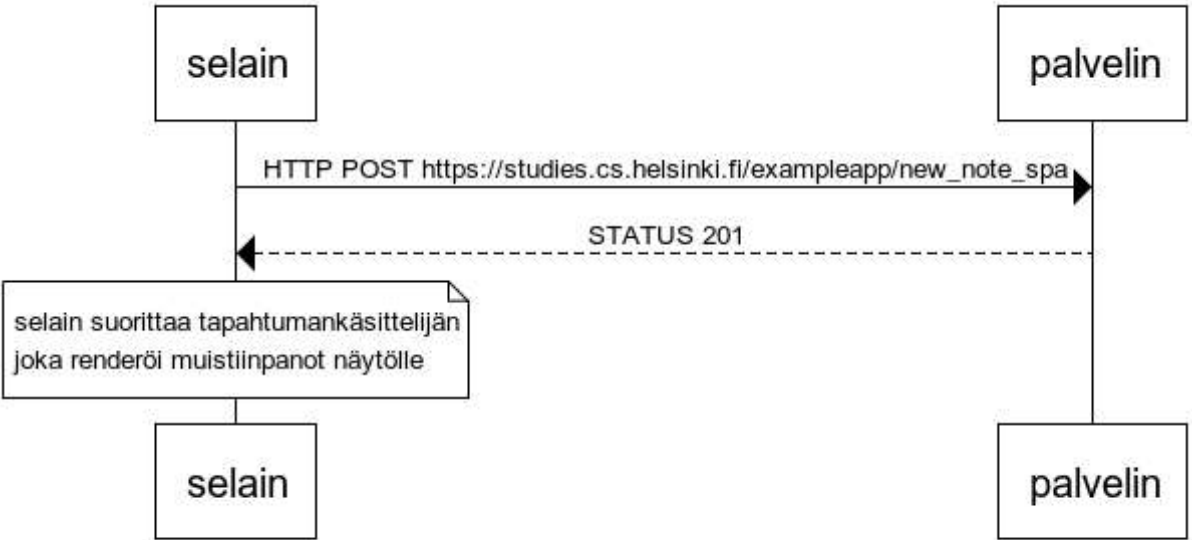 selain
palvelin
HTTP POST https://studies.cs.helsinki.fi/exampleapp/new_note_spa
STATUS 201
selain suorittaa tapahtumankäsittelijän
joka renderöi muistiinpanot näytölle
selain
palvelin